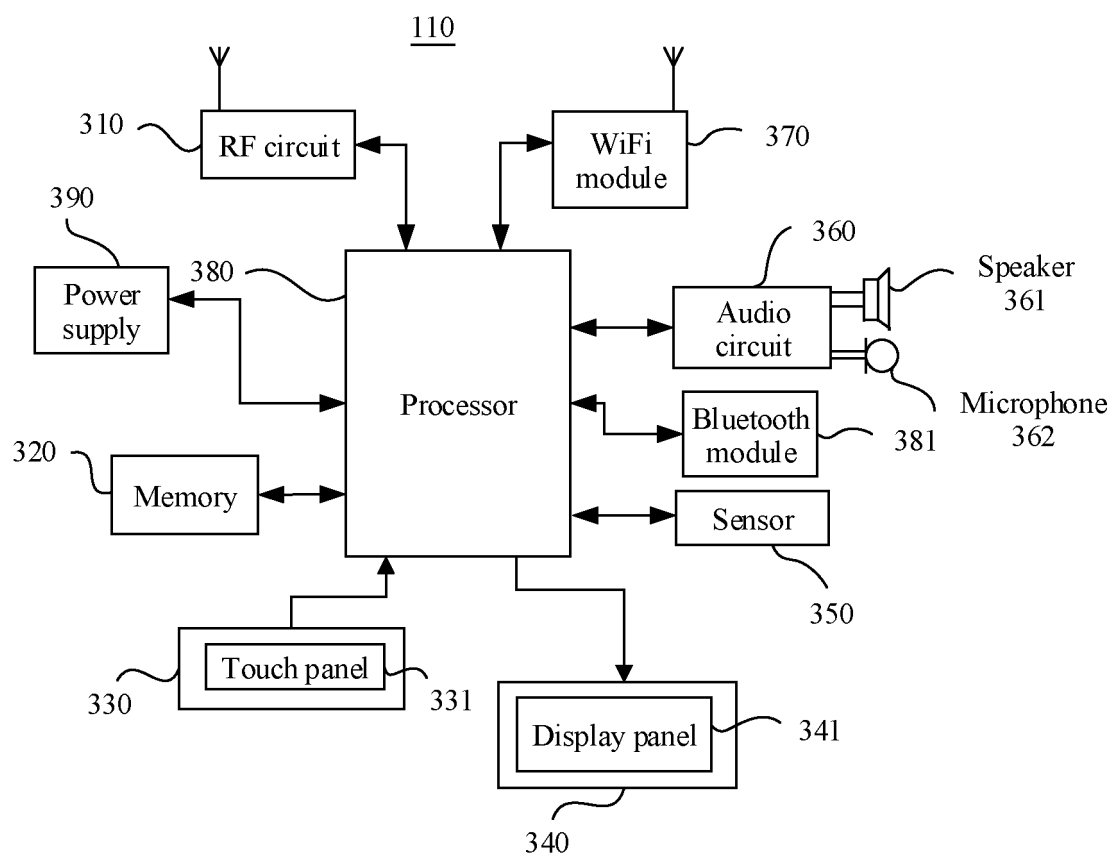 110
310
RF circuit
WiFi
module
370
390
Power
supply
380
360
Audio
circuit
Speaker
361
Processor
Microphone
362
Bluetooth
module
381
320
Memory
Sensor
350
330
Touch panel
331
Display panel
341
340